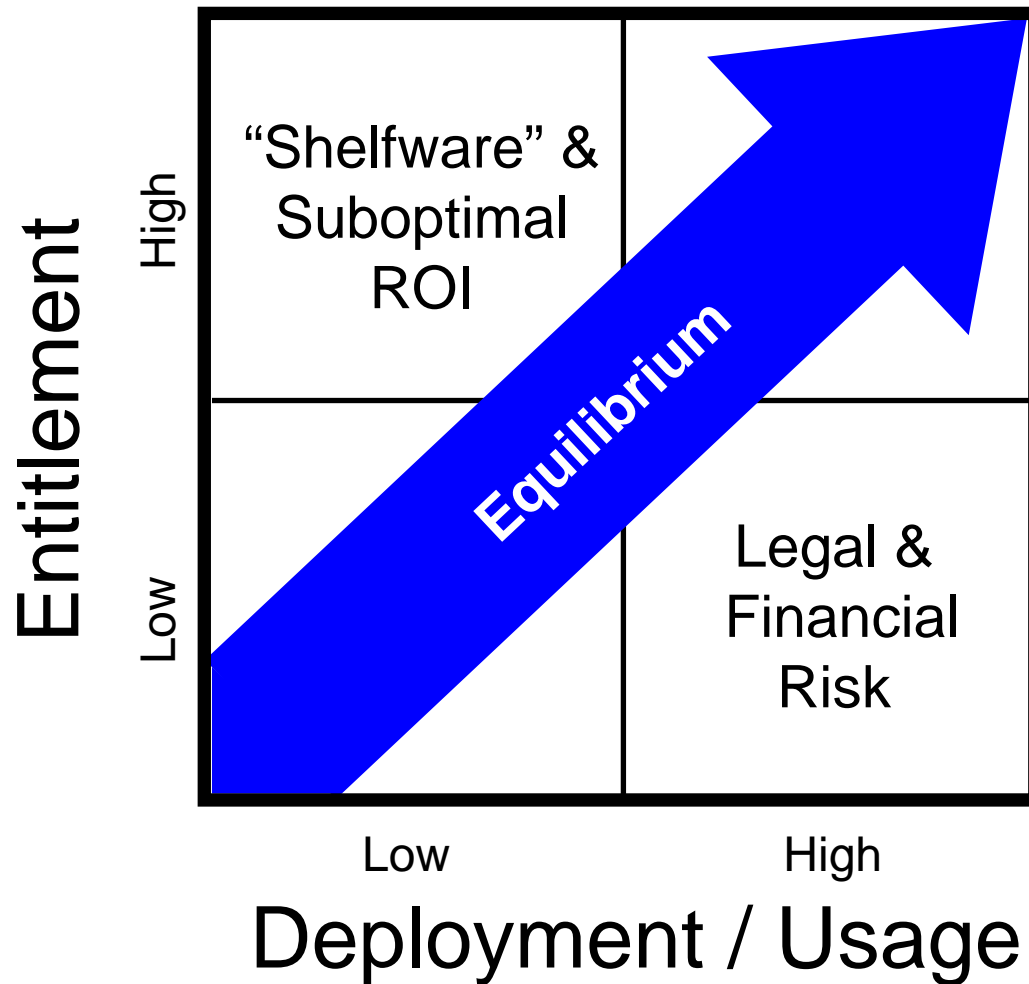 Entitlement
High
Low
“Shelfware” &
Suboptimal
ROI
Equilibrium
Legal &
Financial
Risk
Low
High
Deployment / Usage